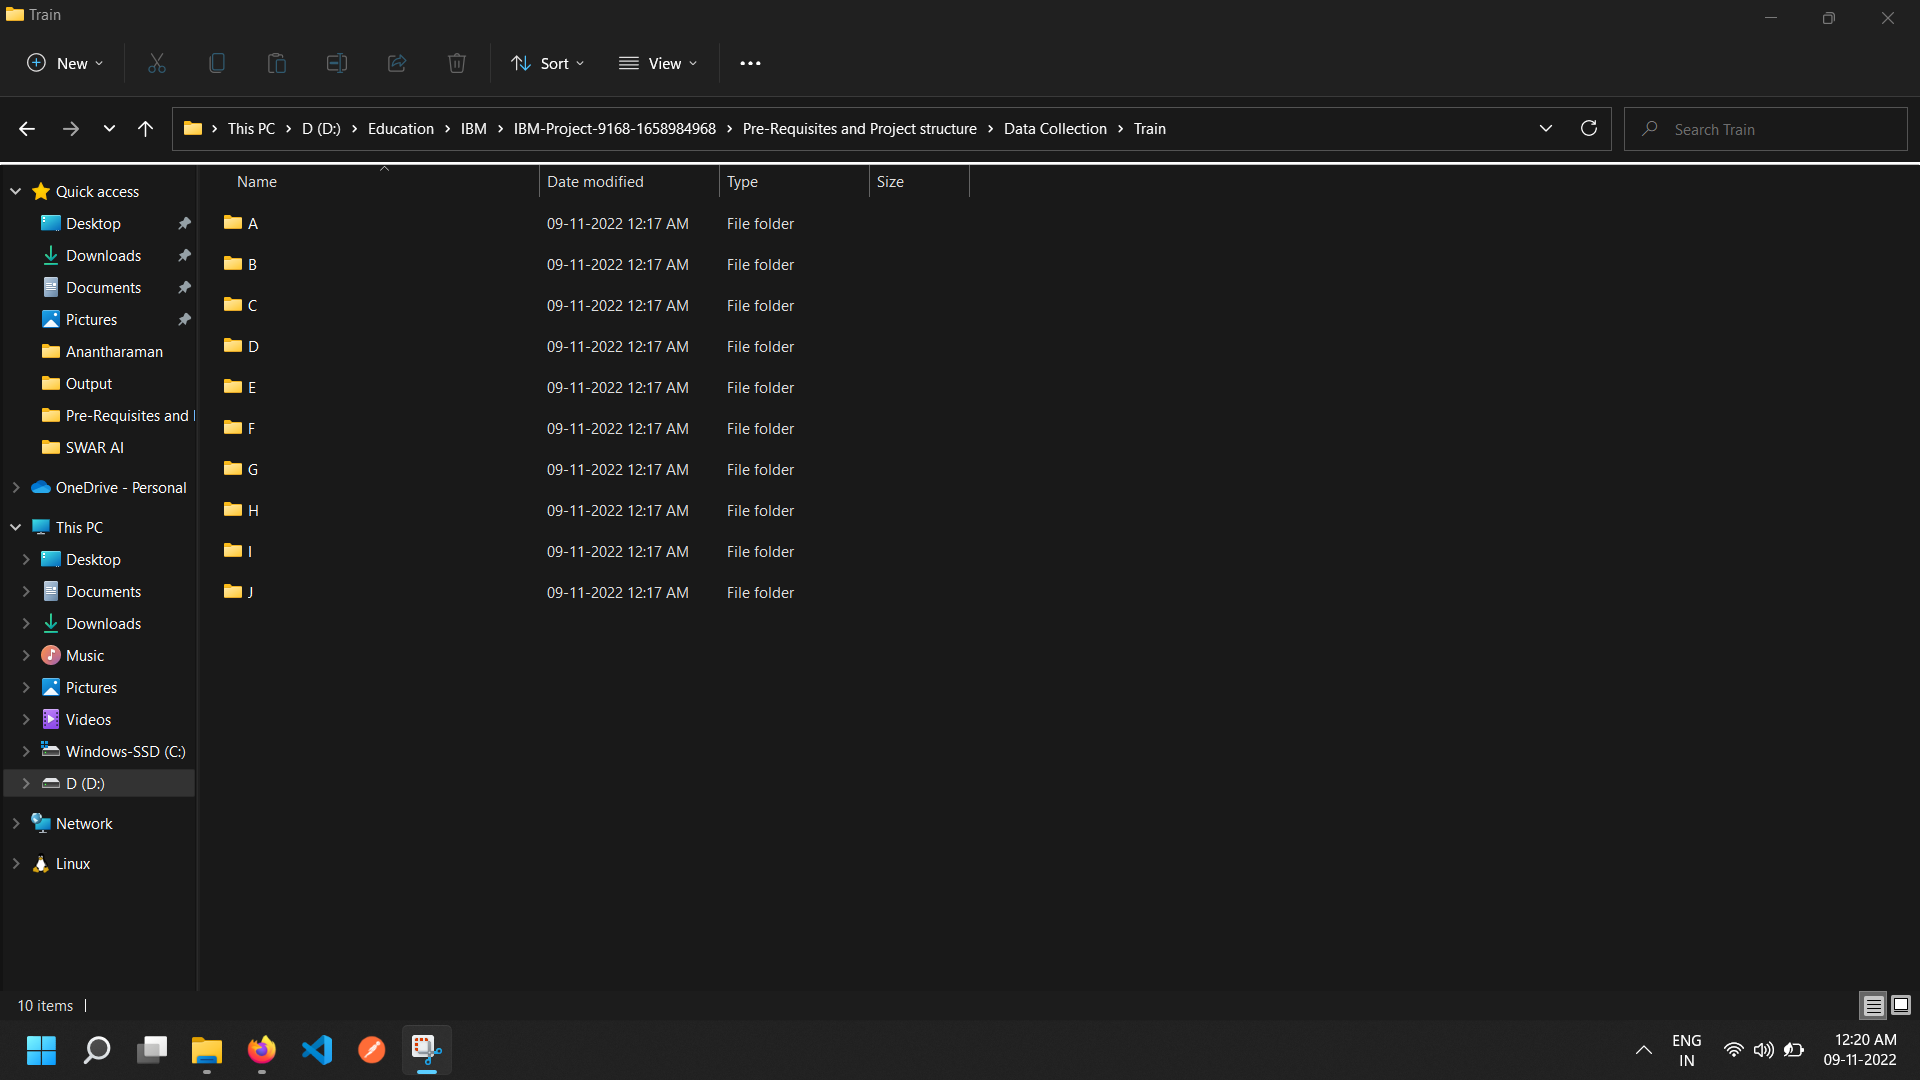 Train
New
Sort
View
This PC > D (D:) > Education > IBM > IBM-Project-9168-1658984968 > Pre-Requisites and Project structure > Data Collection > Train
Search Train
Quick access
Desktop
Downloads
Documents
Pictures
Anantharaman
Output
Pre-Requisites and
SWAR AI
OneDrive - Personal
This PC
Desktop
Documents
Downloads
Music
Pictures
Videos
Windows-SSD (C:)
D (D:)
Network
Linux
Name Date modified Type Size
A 09-11-2022 12:17 AM File folder
B 09-11-2022 12:17 AM File folder
C 09-11-2022 12:17 AM File folder
D 09-11-2022 12:17 AM File folder
E 09-11-2022 12:17 AM File folder
F 09-11-2022 12:17 AM File folder
G 09-11-2022 12:17 AM File folder
H 09-11-2022 12:17 AM File folder
I 09-11-2022 12:17 AM File folder
J 09-11-2022 12:17 AM File folder
10 items
ENG
IN
12:20 AM
09-11-2022